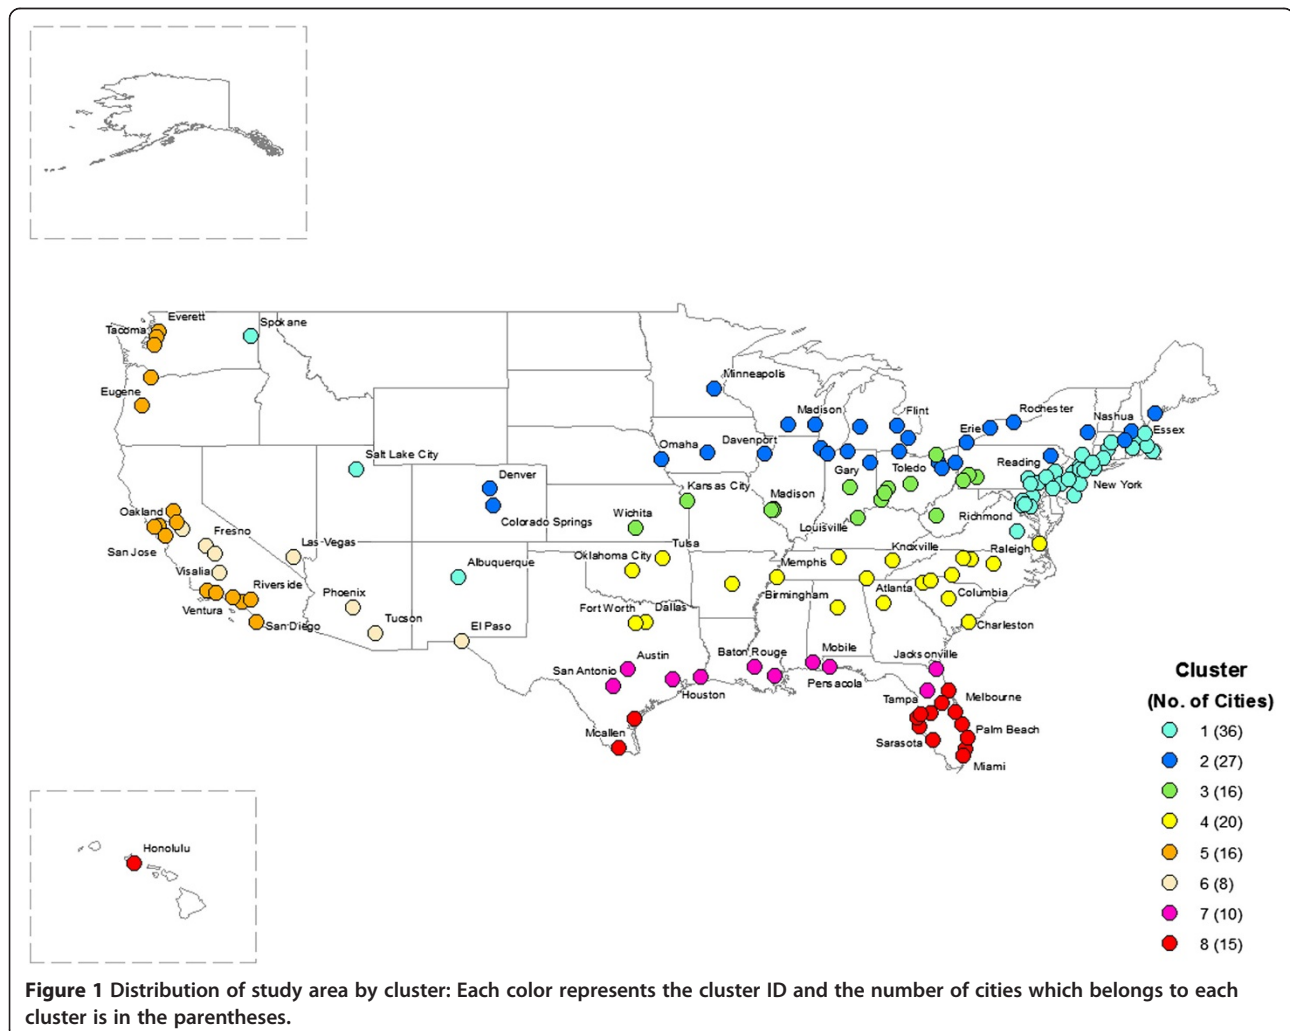 Everett
Tacoma
Spokane
Eugene
Minneapolis
Madison
Flint
Rochester
Nashua
Erie
Essex
Omaha
Davenport
Salt Lake City
Gary
Toledo
Reading
Denver
Kansas City
New York
Madison
Oakland
Colorado Springs
Wichita
Louisville
Richmond
Fresno
Las Vegas
Tulsa
Knoxville
Raleigh
San Jose
Oklahoma City
Memphis
Albuquerque
Visalia
Riverside
Phoenix
Birmingham
Atlanta
Columbia
Ventura
Fort Worth
Dallas
Tucson
El Paso
San Diego
Charleston
Austin
Baton Rouge
Mobile
Jacksonville
San Antonio
Houston
Pensacola
Tampa
Melbourne
Mcallen
Palm Beach
Sarasota
Miami
Cluster
(No. of Cities)
1 (36)
2 (27)
3 (16)
4 (20)
5 (16)
6 (8)
7 (10)
8 (15)
Honolulu
Figure 1 Distribution of study area by cluster: Each color represents the cluster ID and the number of cities which belongs to each
cluster is in the parentheses.